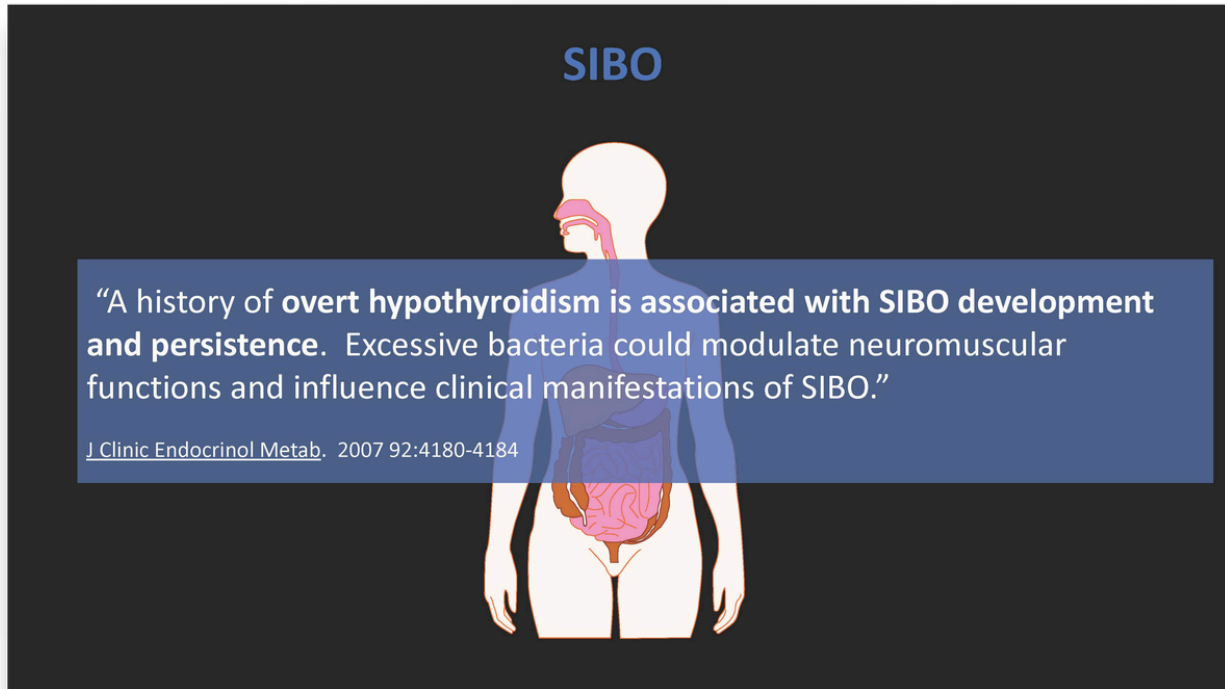 SIBO
“A history of overt hypothyroidism is associated with SIBO development
and persistence.  Excessive bacteria could modulate neuromuscular
functions and influence clinical manifestations of SIBO.”
J Clinic Endocrinol Metab.  2007 92:4180-4184